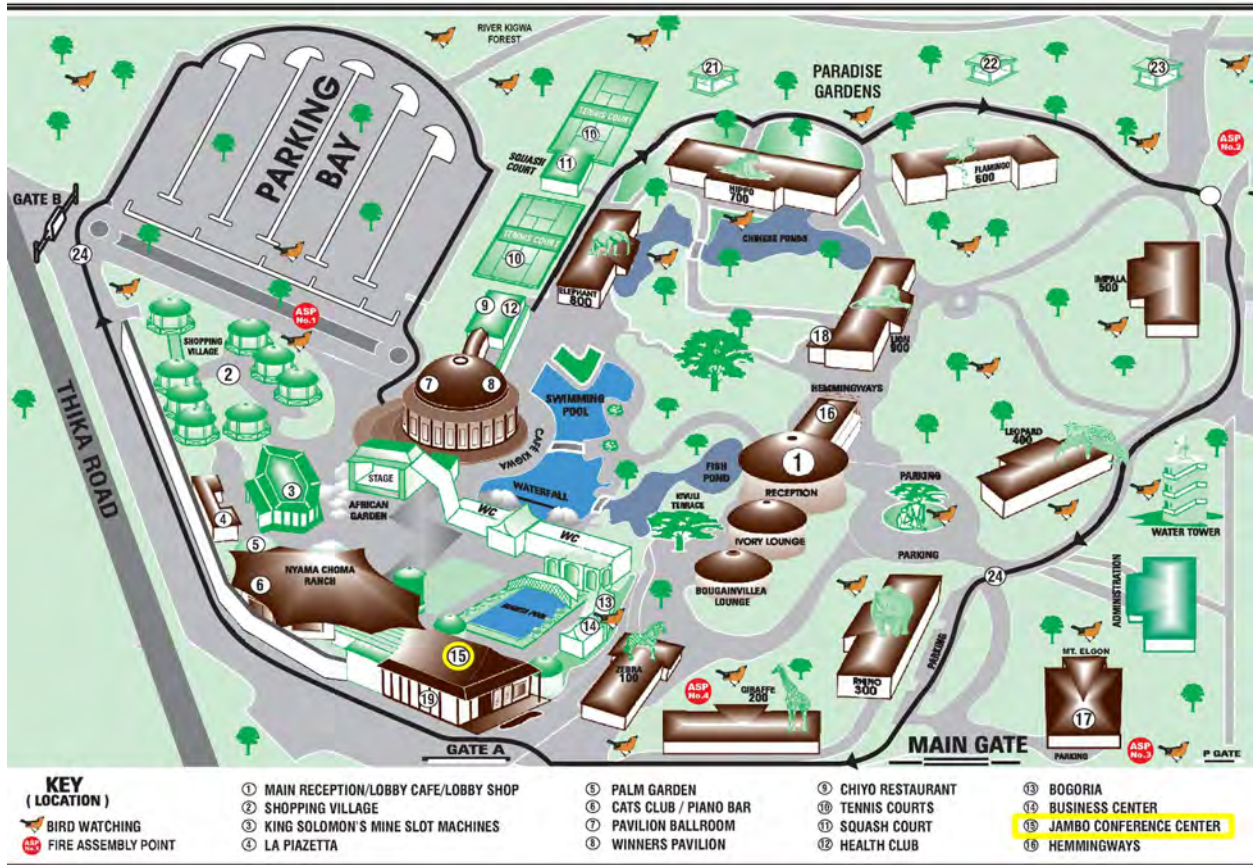 RIVER KIGWA
FOREST
21
22
23
PARADISE
GARDENS
TENNIS COURT
10
11
SQUASH
COURT
PARKING
BAY
ASP
No.2
HIPPO
700
FLAMINGO
600
GATE B
24
TENNIS COURT
10
CHINESE PONDS
ELEPHANT
800
IMPALA
500
9
12
ASP
No.1
SHOPPING
VILLAGE
2
18
LION
900
HEMMINGWAYS
7
8
SWIMMING
POOL
16
LEOPARD
400
THIKA ROAD
CAFÉ KIGWA
1
RECEPTION
FISH
POND
PARKING
STAGE
3
AFRICAN
GARDEN
WATERFALL
WC
WC
KIVULI
TERRACE
IVORY LOUNGE
WATER TOWER
4
5
PARKING
NYAMA CHOMA
RANCH
6
BOUGAINVILLEA
LOUNGE
24
ADMINISTRATION
POOL
13
14
15
ZEBRA
100
PARKING
MT. ELGON
19
ASP
No.4
GIRAFFE
200
RHINO
300
17
GATE A
MAIN GATE
PARKING
ASP
No.3
P GATE
KEY
( LOCATION )
BIRD WATCHING
ASP
FIRE ASSEMBLY POINT
1 MAIN RECEPTION/LOBBY CAFE/LOBBY SHOP
2 SHOPPING VILLAGE
3 KING SOLOMON'S MINE SLOT MACHINES
4 LA PIAZETTA
5 PALM GARDEN
6 CATS CLUB / PIANO BAR
7 PAVILION BALLROOM
8 WINNERS PAVILION
9 CHIYO RESTAURANT
10 TENNIS COURTS
11 SQUASH COURT
12 HEALTH CLUB
13 BOGORIA
14 BUSINESS CENTER
15 JAMBO CONFERENCE CENTER
16 HEMMINGWAYS